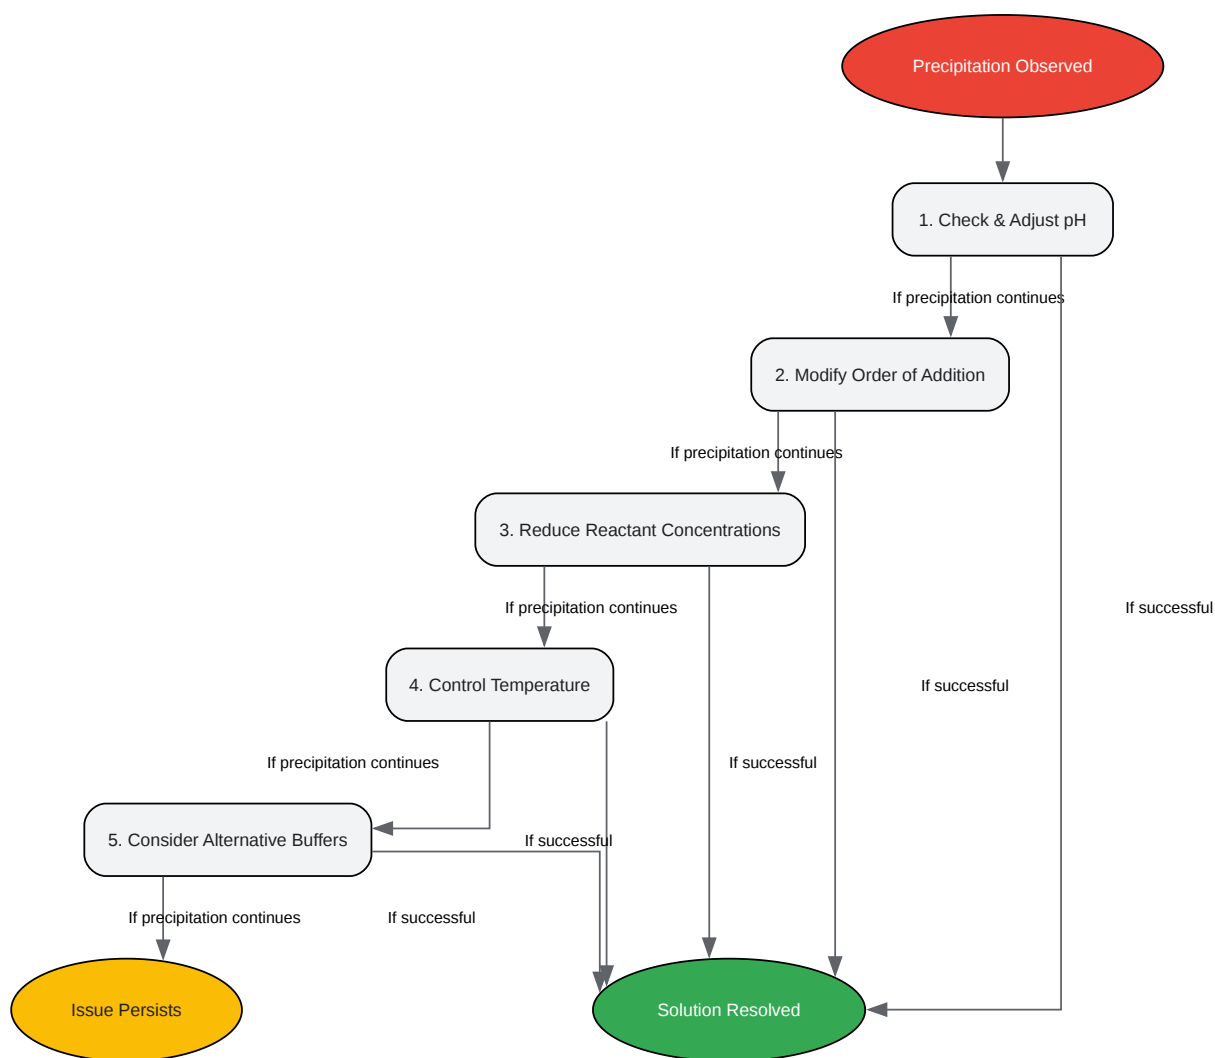 Precipitation Observed
1. Check & Adjust pH
If precipitation continues
2. Modify Order of Addition
If precipitation continues
3. Reduce Reactant Concentrations
If precipitation continues
If successful
4. Control Temperature
If successful
If precipitation continues
If successful
5. Consider Alternative Buffers
If successful
If precipitation continues
If successful
Issue Persists
Solution Resolved